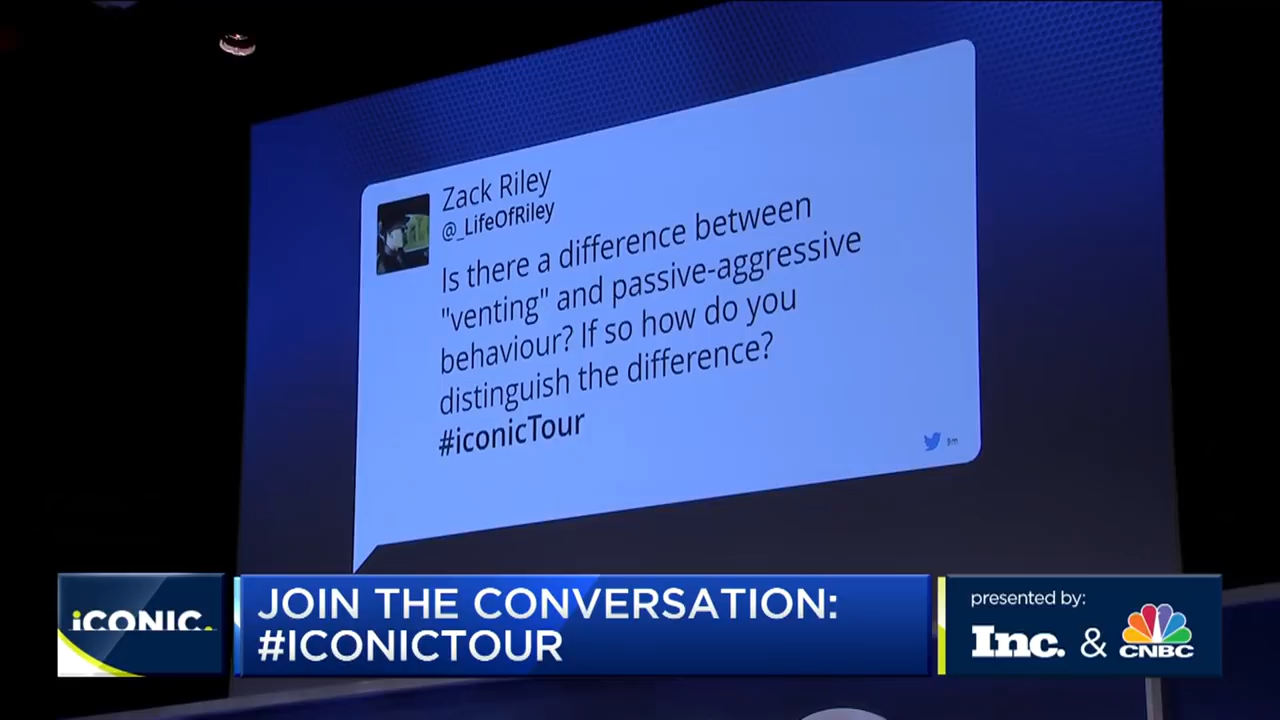 Zack Riley
@_LifeOfRiley
Is there a difference between
"venting" and passive-aggressive
behaviour? If so how do you
distinguish the difference?
#iconicTour
9m
iCONIC.
JOIN THE CONVERSATION:
#ICONICTOUR
presented by:
Inc. & CNBC